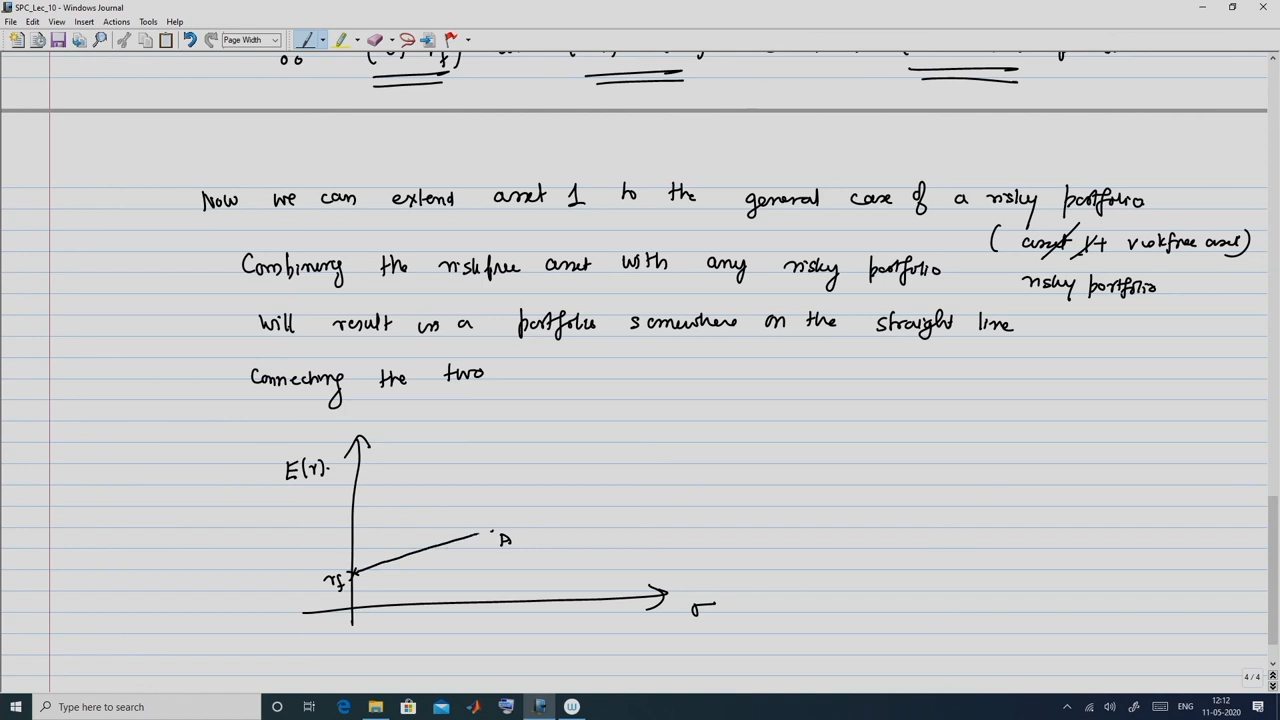 SPC_Lec_10 - Windows Journal
File Edit View Insert Actions Tools Help
Page Width
Now we can extend asset 1 to the general case of a risky portfolio
( asset 1 + riskfree asset)
risky portfolio
Combining the riskfree asset with any risky portfolio
will result in a portfolio somewhere on the straight line
Connecting the two
E(r).
A
rf
σ
4 / 4
Type here to search
ENG
12:12
11-05-2020